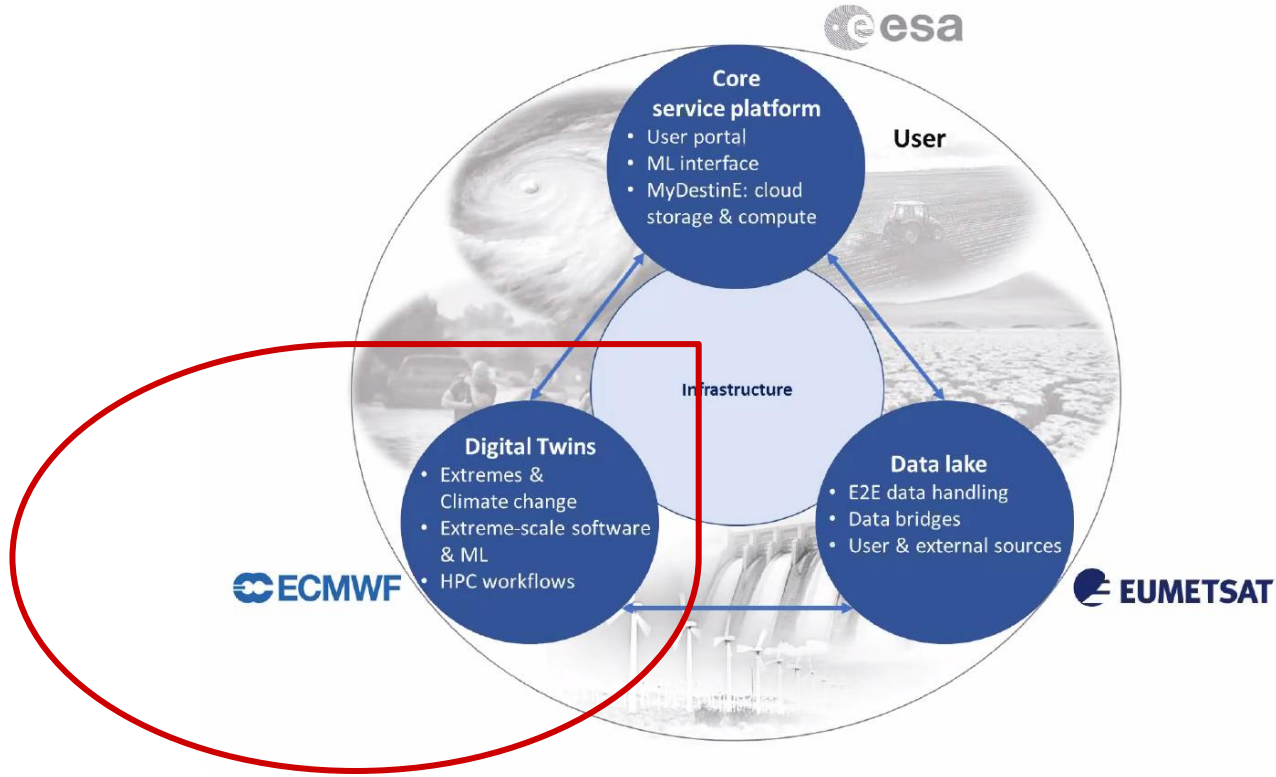 esa
Core
service platform
• User portal
• ML interface
• MyDestinE: cloud
storage & compute
User
Infrastructure
Digital Twins
• Extremes &
Climate change
• Extreme-scale software
& ML
• HPC workflows
Data lake
• E2E data handling
• Data bridges
• User & external sources
ECMWF
EUMETSAT